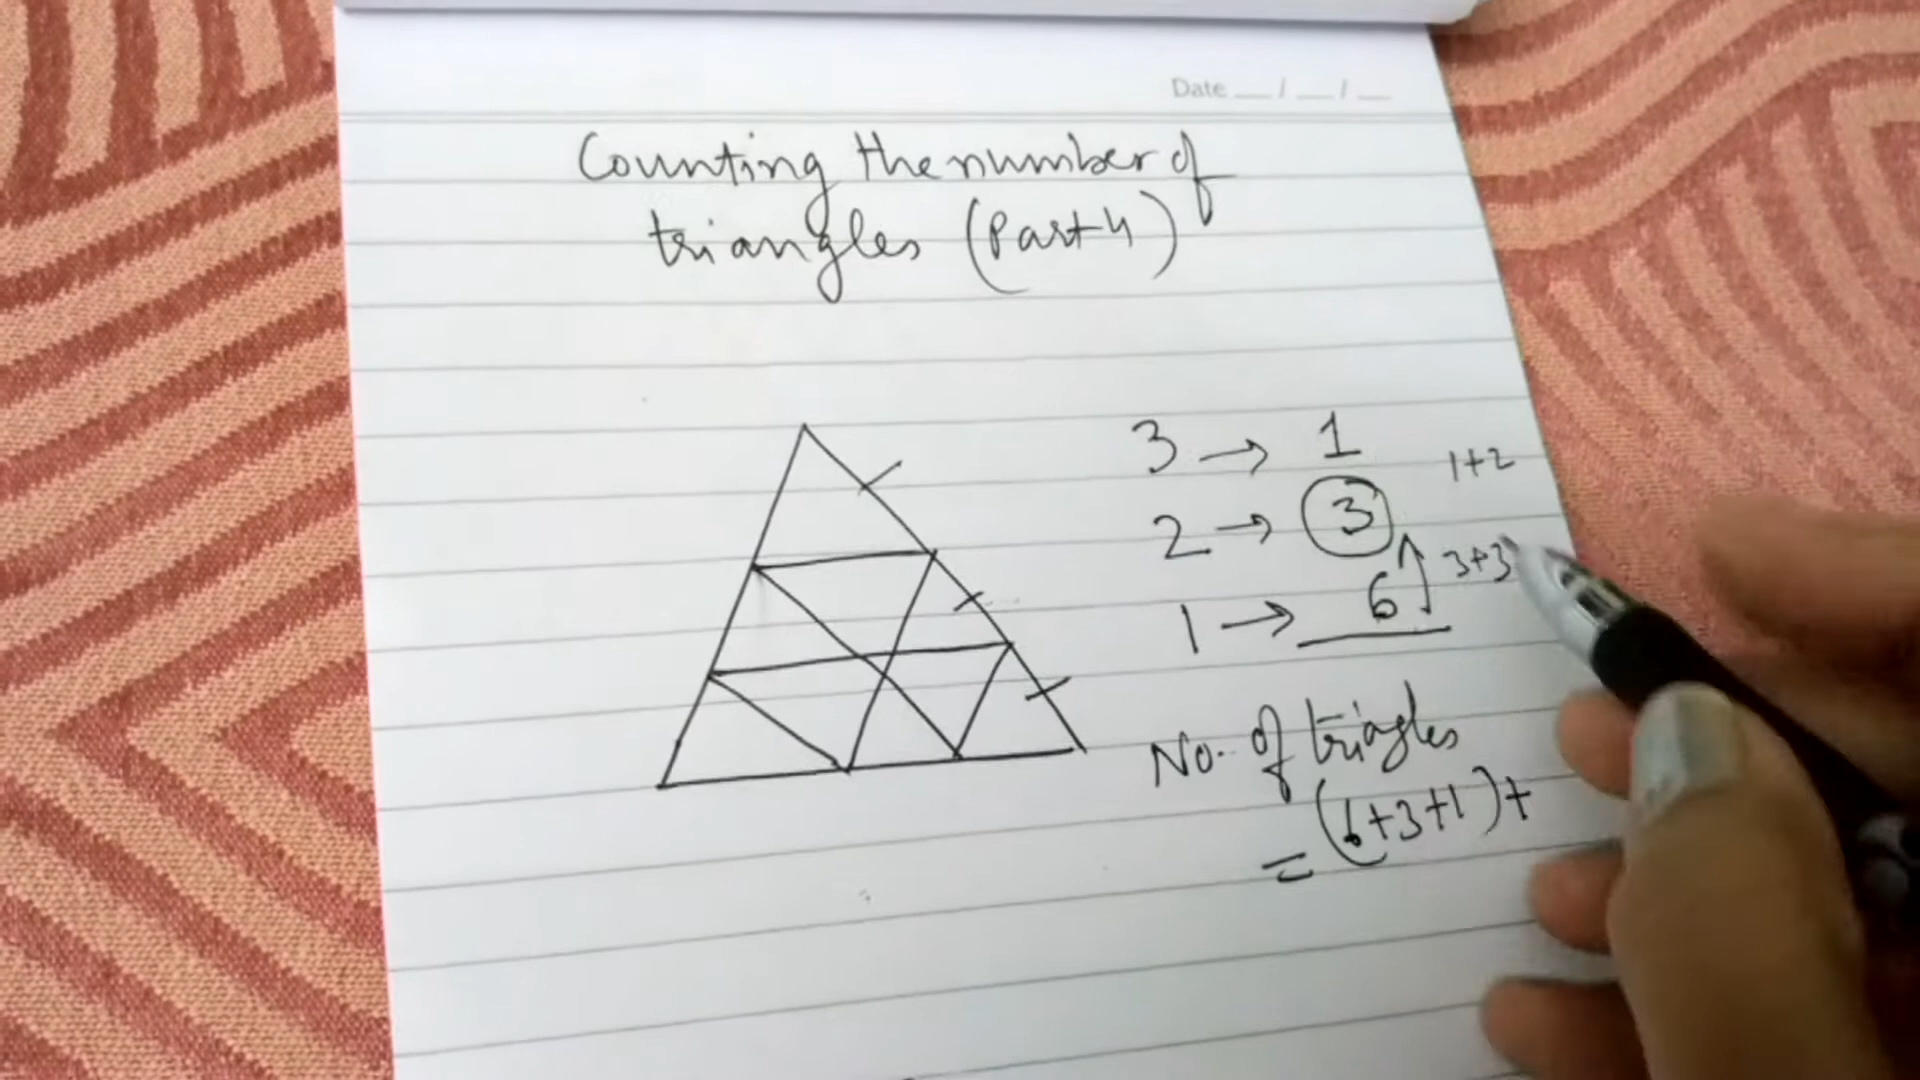 Date __ / __ / __
Counting the number of
triangles (Part 4)
3 → 1
1+2
2 → 3
3+3
1 → 6
No. of triagles
= (6+3+1)+